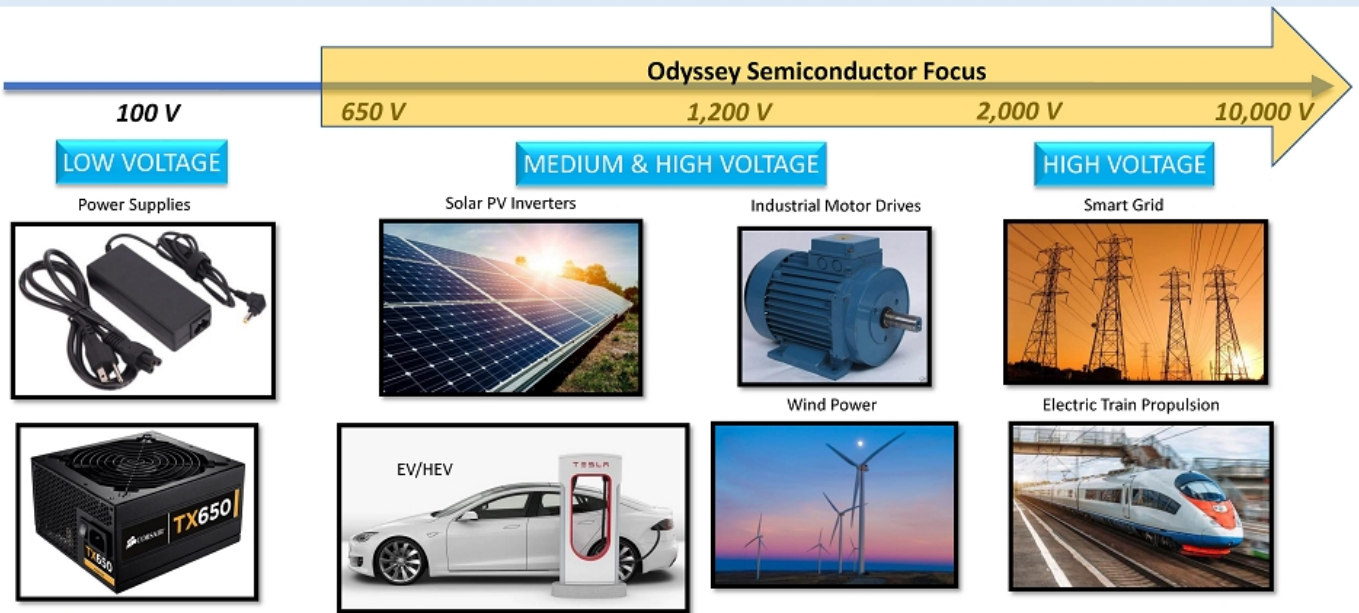 Odyssey Semiconductor Focus
100 V
650 V
1,200 V
2,000 V
10,000 V
LOW VOLTAGE
MEDIUM & HIGH VOLTAGE
HIGH VOLTAGE
Power Supplies
Solar PV Inverters
Industrial Motor Drives
Smart Grid
Wind Power
Electric Train Propulsion
EV/HEV
TESLA
CORSAIR
TX650
TX650